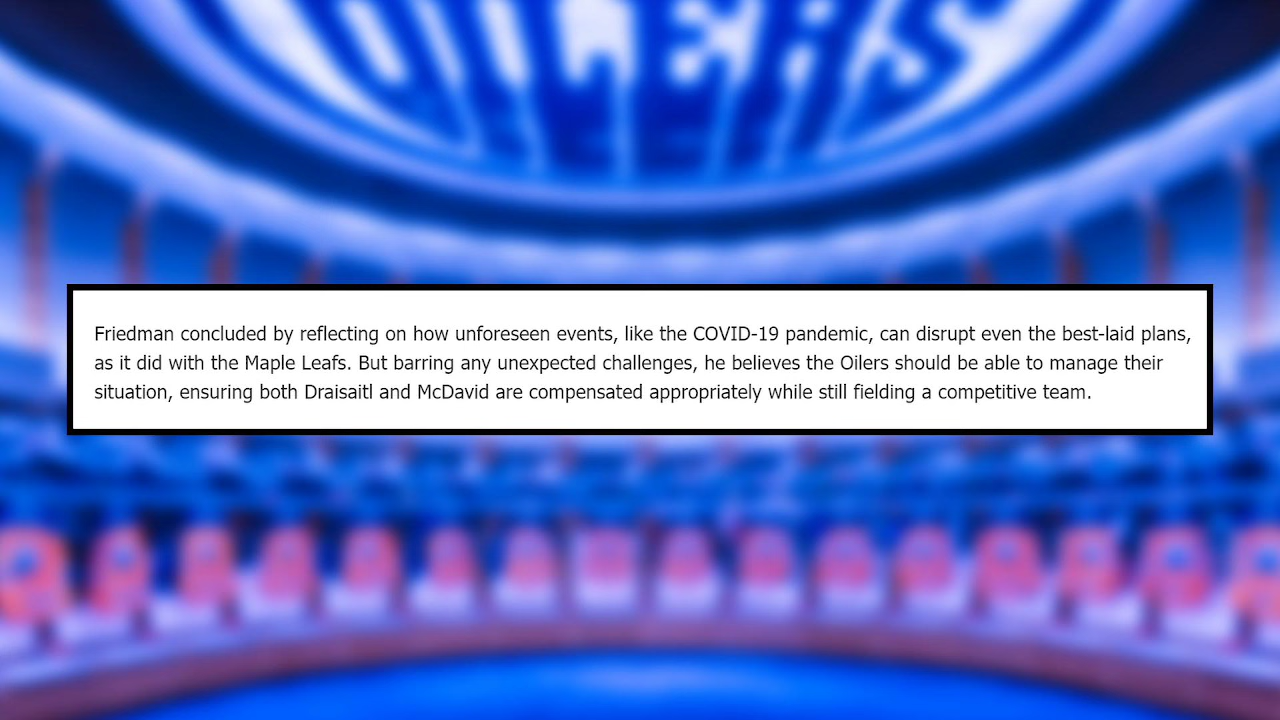 OILERS
Friedman concluded by reflecting on how unforeseen events, like the COVID-19 pandemic, can disrupt even the best-laid plans,
as it did with the Maple Leafs. But barring any unexpected challenges, he believes the Oilers should be able to manage their
situation, ensuring both Draisaitl and McDavid are compensated appropriately while still fielding a competitive team.